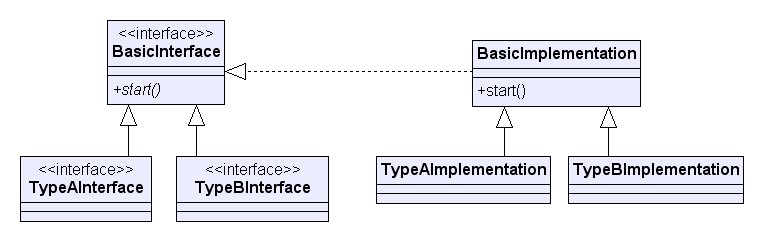 <<interface>>
BasicInterface
+start()
BasicImplementation
+start()
<<interface>>
TypeAInterface
<<interface>>
TypeBInterface
TypeAImplementation
TypeBImplementation